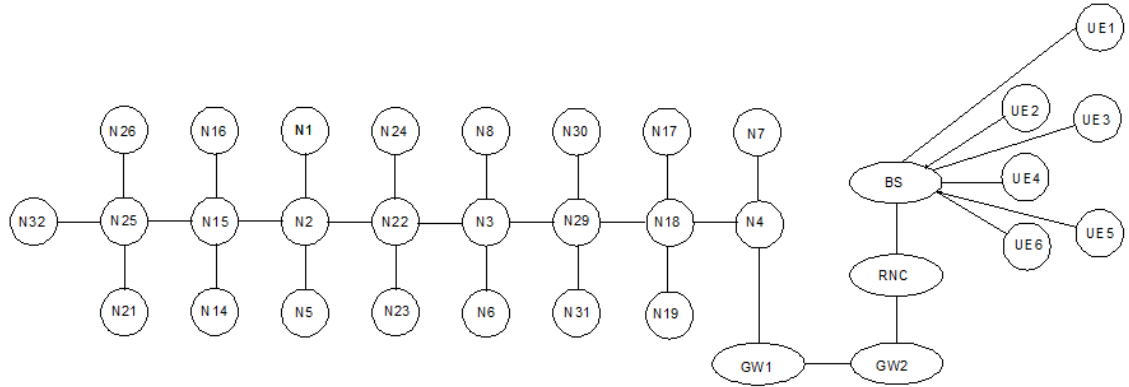 UE1
UE2
UE3
N26 N16 N1 N24 N8 N30 N17 N7
BS
UE4
N32 N25 N15 N2 N22 N3 N29 N18 N4
UE5
UE6
RNC
N21 N14 N5 N23 N6 N31 N19
GW1 GW2